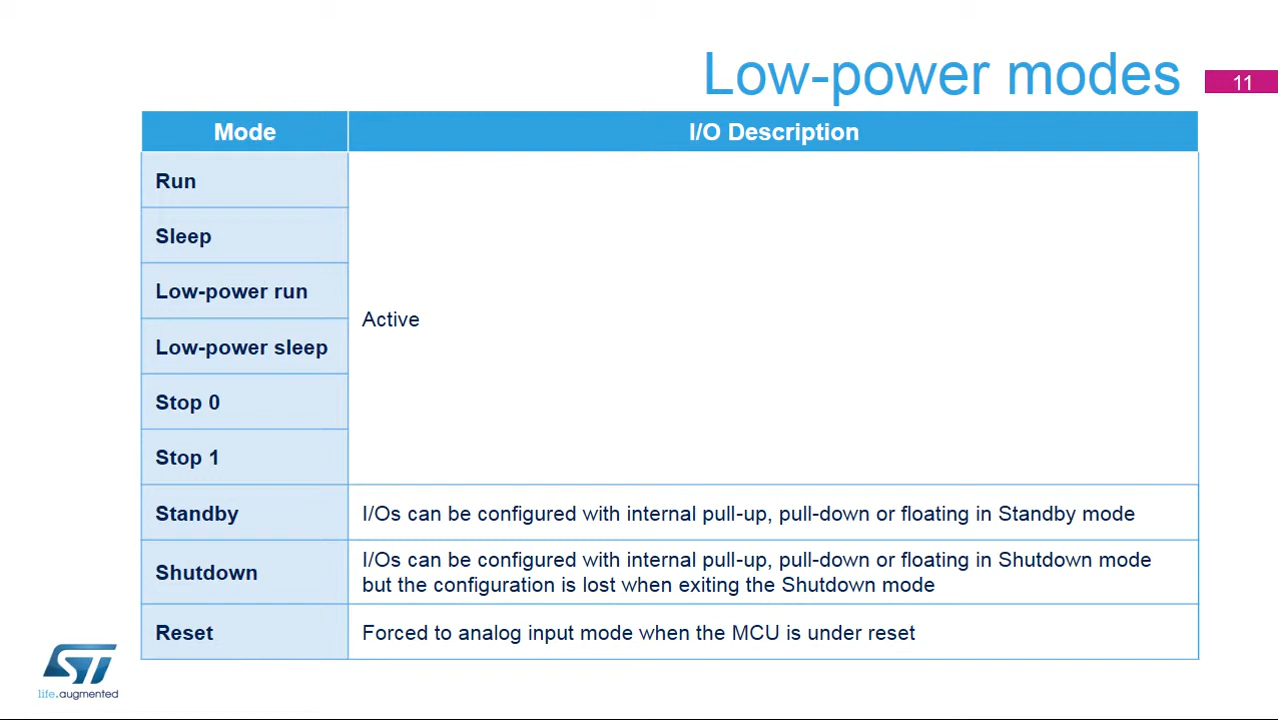 Low-power modes
11
Mode
I/O Description
Run
Sleep
Low-power run
Low-power sleep
Stop 0
Stop 1
Active
Standby
I/Os can be configured with internal pull-up, pull-down or floating in Standby mode
Shutdown
I/Os can be configured with internal pull-up, pull-down or floating in Shutdown mode
but the configuration is lost when exiting the Shutdown mode
Reset
Forced to analog input mode when the MCU is under reset
ST
life.augmented